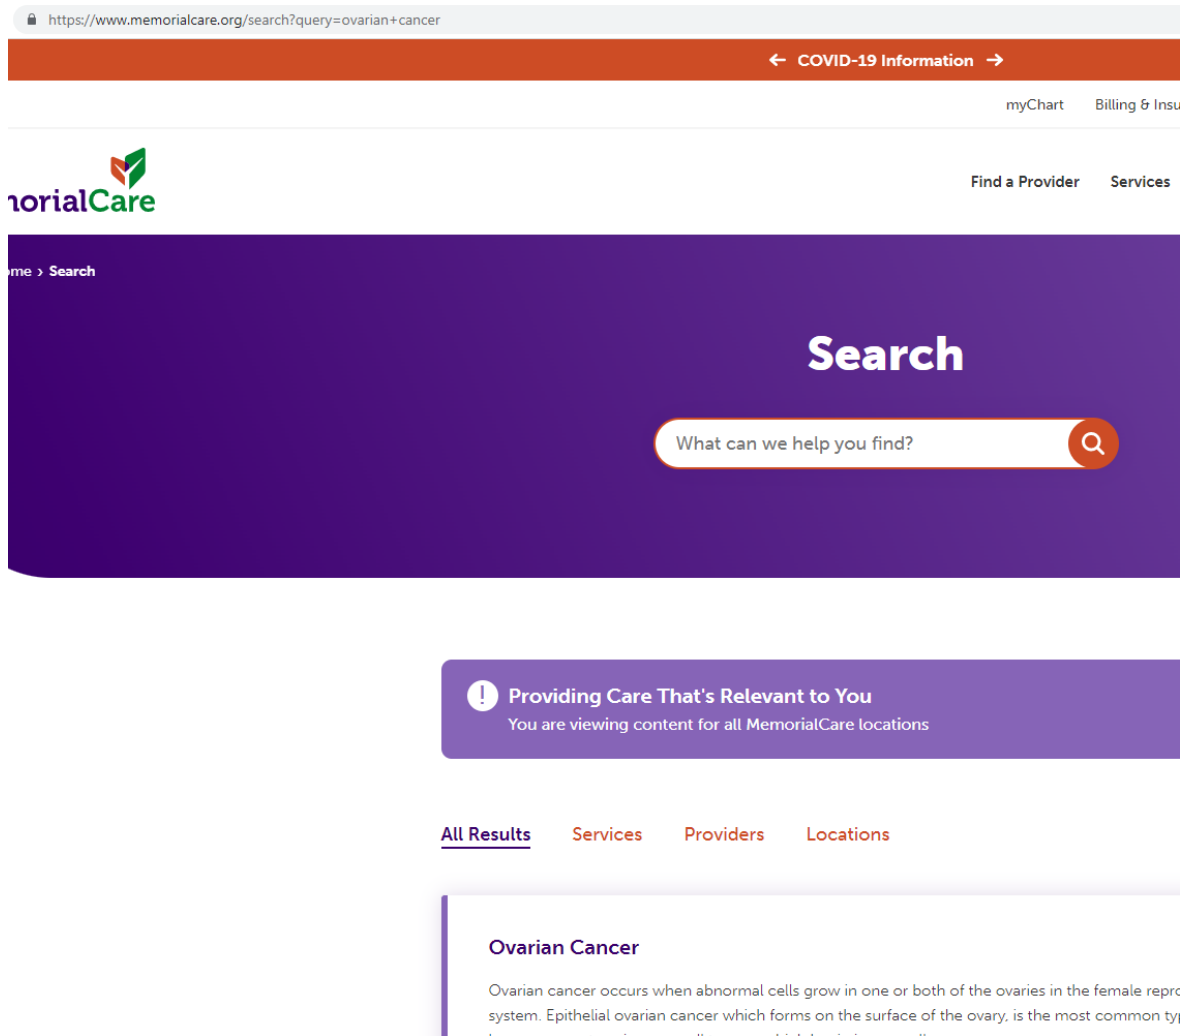 https://www.memorialcare.org/search?query=ovarian+cancer
← COVID-19 Information →
myChart Billing &
norialCare
Find a Provider Services
ome › Search
Search
What can we help you find?
! Providing Care That's Relevant to You
You are viewing content for all MemorialCare locations
All Results Services Providers Locations
Ovarian Cancer
Ovarian cancer occurs when abnormal cells grow in one or both of the ovaries in the female
system. Epithelial ovarian cancer which forms on the surface of the ovary, is the most common